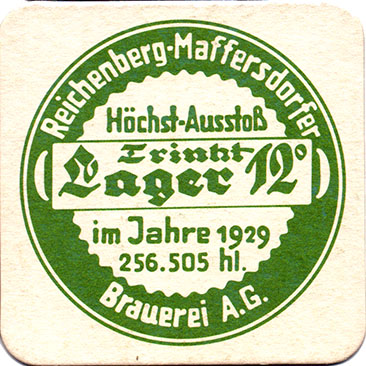 Reichenberg-Maffersdorfer
Höchst-Ausstoß
Trinkt
Lager 12°
im Jahre 1929
256.505 hl.
Brauerei A.G.